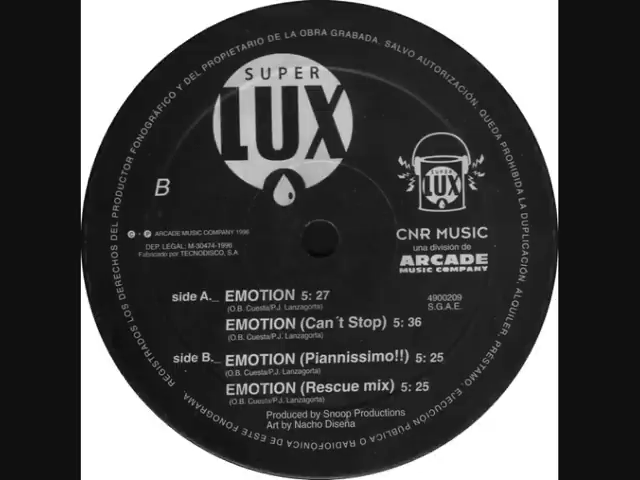 REGISTRADOS LOS DERECHOS DEL PRODUCTOR FONOGRÁFICO Y DEL PROPIETARIO DE LA OBRA GRABADA. SALVO AUTORIZACIÓN, QUEDA PROHIBIDA LA DUPLICACIÓN, ALQUILER, PRÉSTAMO, EJECUCIÓN PÚBLICA O RADIOFÓNICA DE ESTE FONOGRAMA.
SUPER
LUX
B
SUPER
LUX
© + ℗ ARCADE MUSIC COMPANY 1996
DEP. LEGAL: M-30474-1996
Fabricado por TECNODISCO, S.A
CNR MUSIC
una división de
ARCADE
MUSIC COMPANY
side A._ EMOTION 5: 27
(O.B. Cuesta/P.J. Lanzagorta)
4900209
S.G.A.E.
EMOTION (Can´t Stop) 5: 36
(O.B. Cuesta/P.J. Lanzagorta)
side B._ EMOTION (Piannissimo!!) 5: 25
(O.B. Cuesta/P.J. Lanzagorta)
EMOTION (Rescue mix) 5: 25
(O.B. Cuesta/P.J. Lanzagorta)
Produced by Snoop Productions
Art by Nacho Diseña